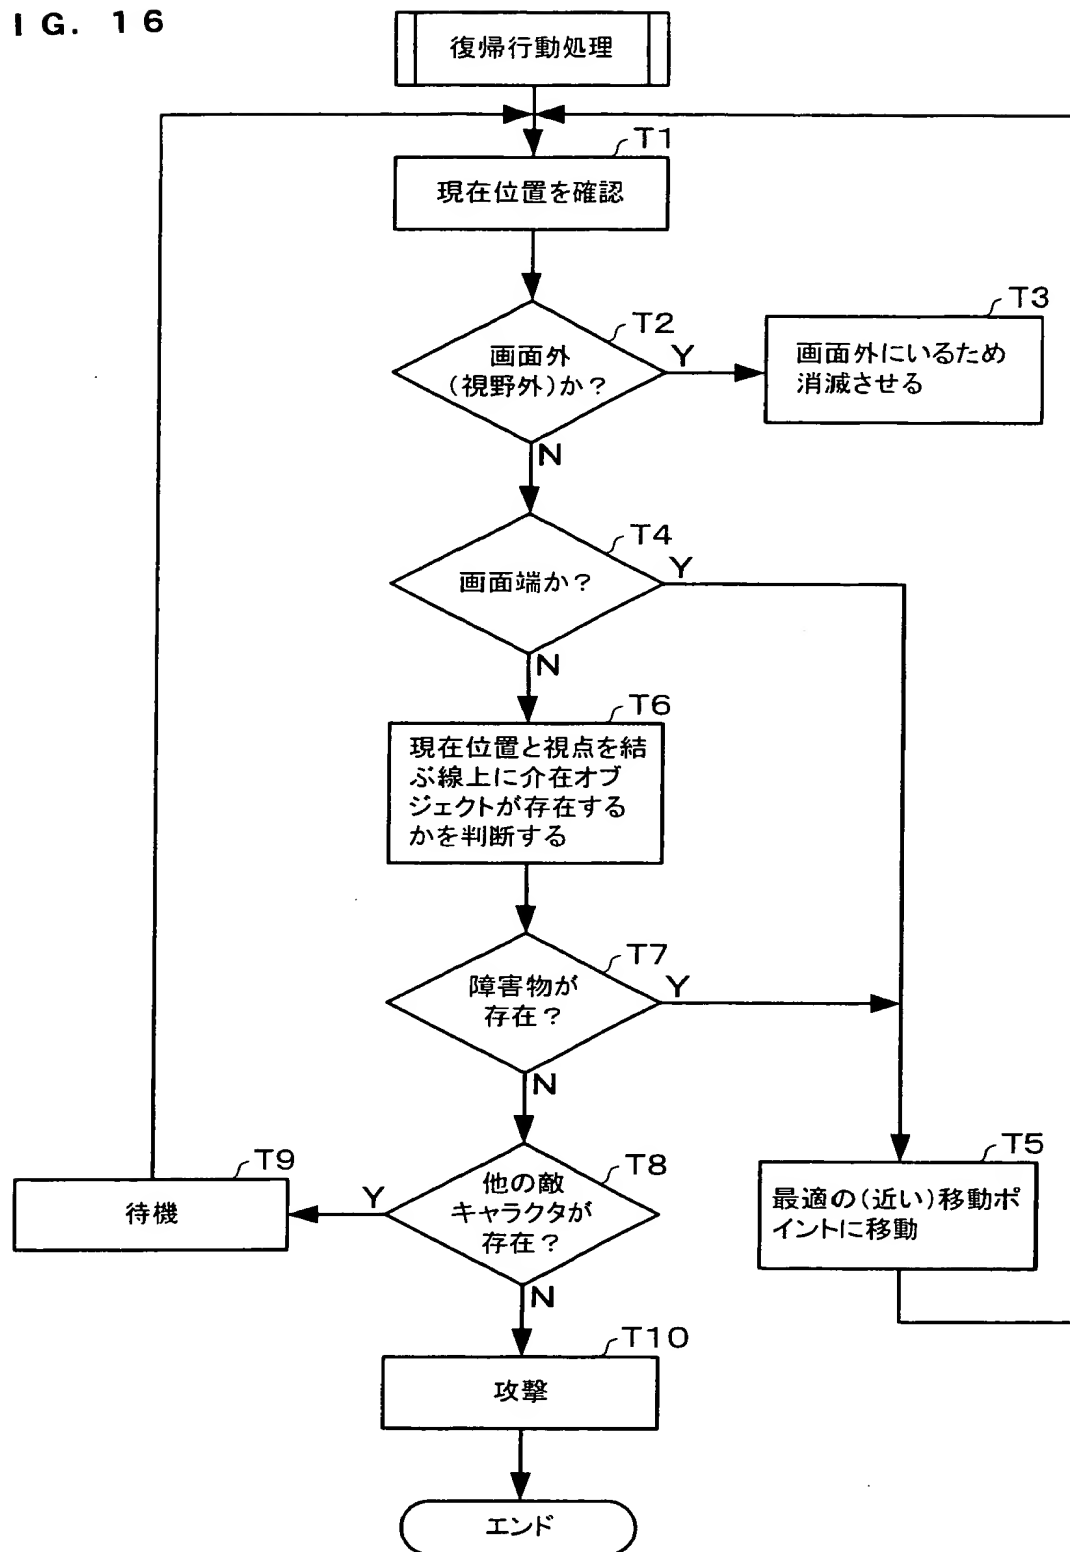 IG. 16
復帰行動処理
T1
現在位置を確認
T2
画面外
(視野外)か?
Y
N
T3
画面外にいるため
消滅させる
T4
画面端か?
Y
N
T6
現在位置と視点を結
ぶ線上に介在オブ
ジェクトが存在する
かを判断する
T7
障害物が
存在?
Y
N
T8
他の敵
キャラクタが
存在?
Y
N
T9
待機
T5
最適の(近い)移動ポ
イントに移動
T10
攻撃
エンド